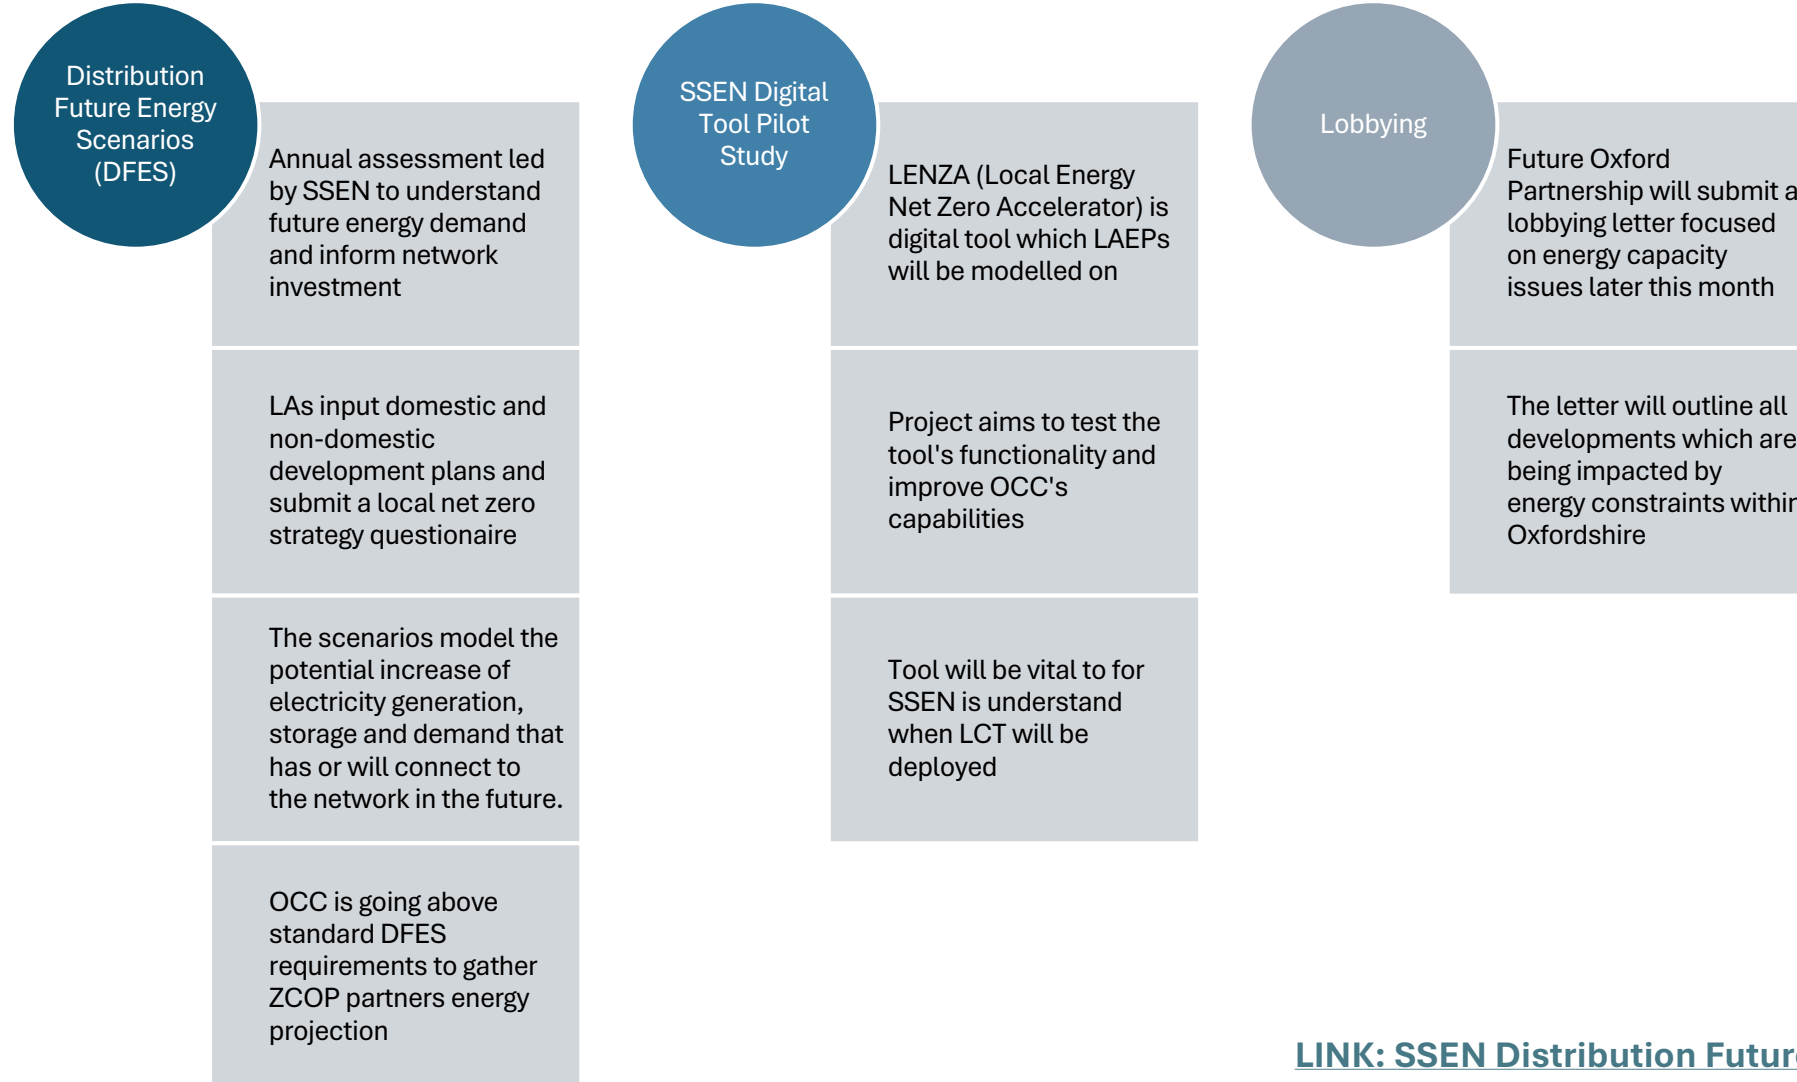 Distribution
Future Energy
Scenarios
(DFES)
Annual assessment led
by SSEN to understand
future energy demand
and inform network
investment
LAs input domestic and
non-domestic
development plans and
submit a local net zero
strategy questionaire
The scenarios model the
potential increase of
electricity generation,
storage and demand that
has or will connect to
the network in the future.
OCC is going above
standard DFES
requirements to gather
ZCOP partners energy
projection
SSEN Digital
Tool Pilot
Study
LENZA (Local Energy
Net Zero Accelerator) is
digital tool which LAEPs
will be modelled on
Project aims to test the
tool's functionality and
improve OCC's
capabilities
Tool will be vital to for
SSEN is understand
when LCT will be
deployed
Lobbying
Future Oxford
Partnership will submit a
lobbying letter focused
on energy capacity
issues later this month
The letter will outline all
developments which are
being impacted by
energy constraints within
Oxfordshire
LINK: SSEN Distribution Future